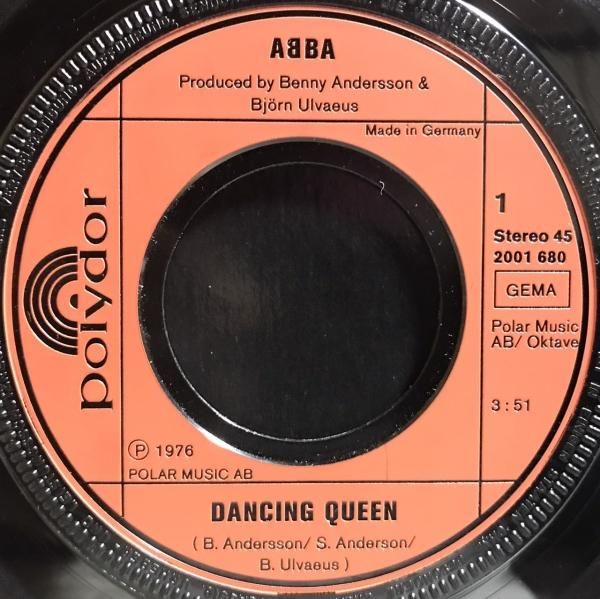 AᗺBA
Produced by Benny Andersson &
Björn Ulvaeus
Made in Germany
polydor
1
Stereo 45
2001 680
GEMA
Polar Music
AB/ Oktave
3:51
Ⓟ 1976
POLAR MUSIC AB
DANCING QUEEN
( B. Andersson/ S. Anderson/
B. Ulvaeus )